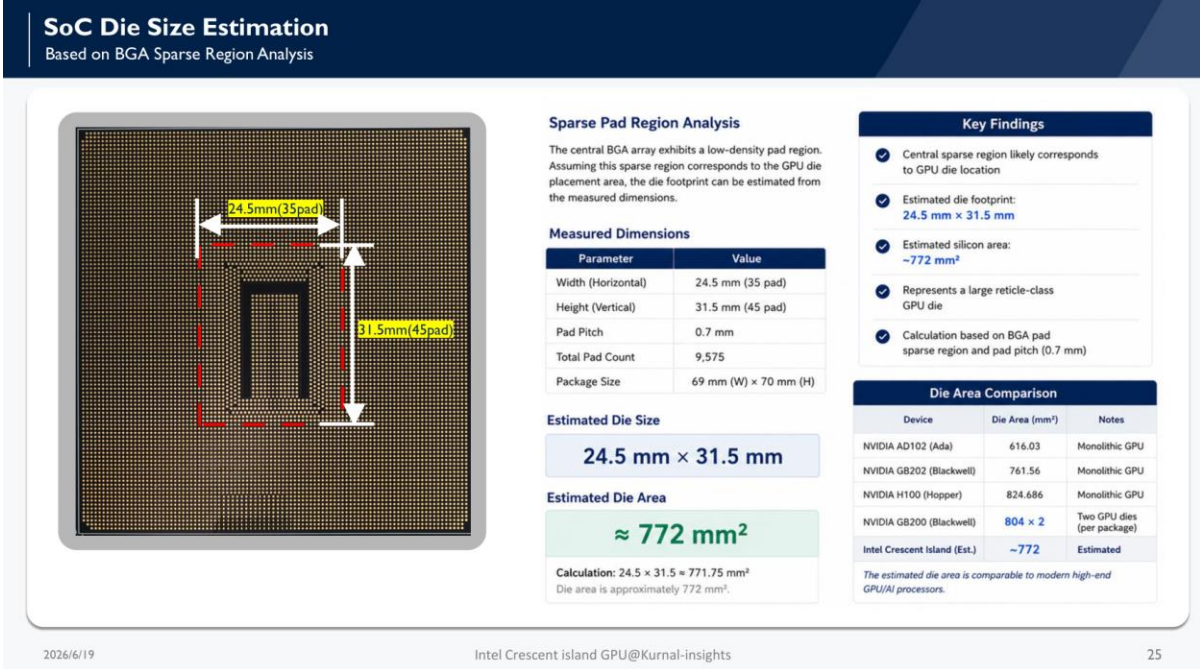 SoC Die Size Estimation
Based on BGA Sparse Region Analysis
24.5mm(35pad)
31.5mm(45pad)
Sparse Pad Region Analysis
The central BGA array exhibits a low-density pad region.
Assuming this sparse region corresponds to the GPU die
placement area, the die footprint can be estimated from
the measured dimensions.
Measured Dimensions
Parameter Value
Width (Horizontal) 24.5 mm (35 pad)
Height (Vertical) 31.5 mm (45 pad)
Pad Pitch 0.7 mm
Total Pad Count 9,575
Package Size 69 mm (W) × 70 mm (H)
Estimated Die Size
24.5 mm × 31.5 mm
Estimated Die Area
≈ 772 mm²
Calculation: 24.5 × 31.5 = 771.75 mm²
Die area is approximately 772 mm².
Key Findings
Central sparse region likely corresponds
to GPU die location
Estimated die footprint:
24.5 mm × 31.5 mm
Estimated silicon area:
~772 mm²
Represents a large reticle-class
GPU die
Calculation based on BGA pad
sparse region and pad pitch (0.7 mm)
Die Area Comparison
Device Die Area (mm²) Notes
NVIDIA AD102 (Ada) 616.03 Monolithic GPU
NVIDIA GB202 (Blackwell) 761.56 Monolithic GPU
NVIDIA H100 (Hopper) 824.686 Monolithic GPU
NVIDIA GB200 (Blackwell) 804 × 2 Two GPU dies
(per package)
Intel Crescent Island (Est.) ~772 Estimated
The estimated die area is comparable to modern high-end
GPU/AI processors.
2026/6/19
Intel Crescent island GPU@Kurnal-insights
25